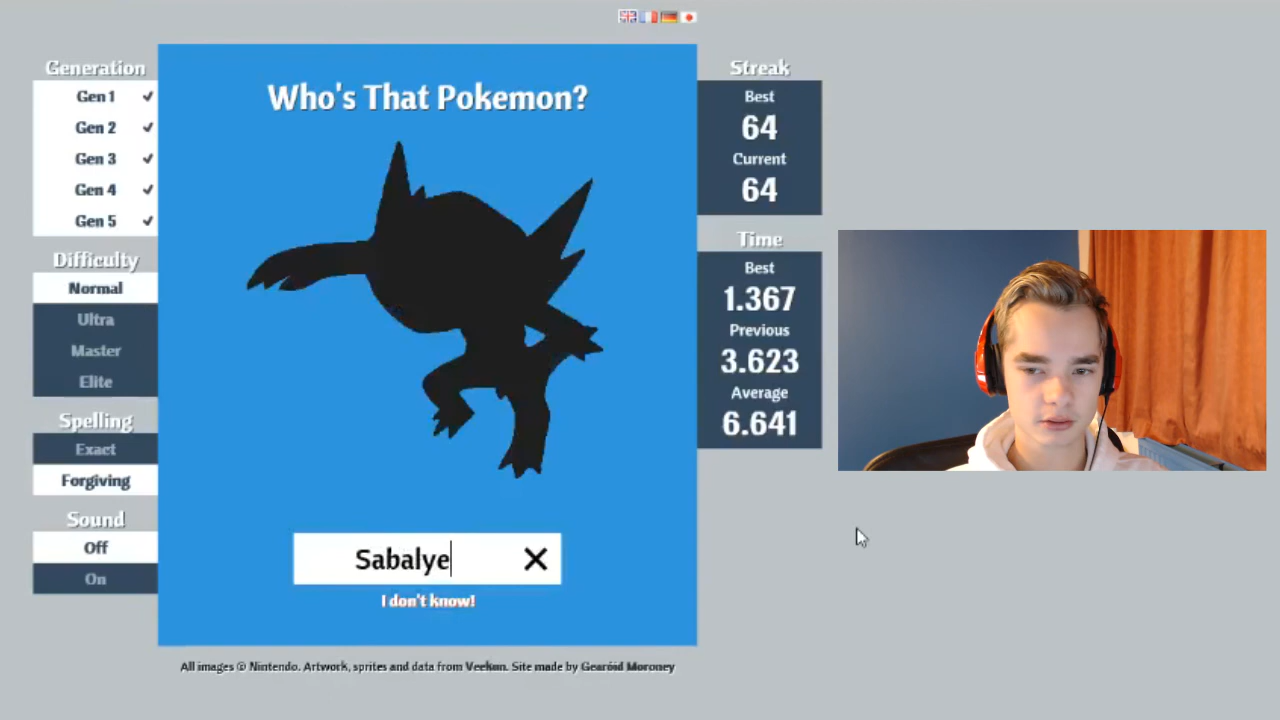 Generation
Gen 1
Gen 2
Gen 3
Gen 4
Gen 5
Difficulty
Normal
Ultra
Master
Elite
Spelling
Exact
Forgiving
Sound
Off
On
Who's That Pokemon?
Sabalye
I don't know!
Streak
Best
64
Current
64
Time
Best
1.367
Previous
3.623
Average
6.641
All images © Nintendo. Artwork, sprites and data from Veekun. Site made by Gearóid Moroney